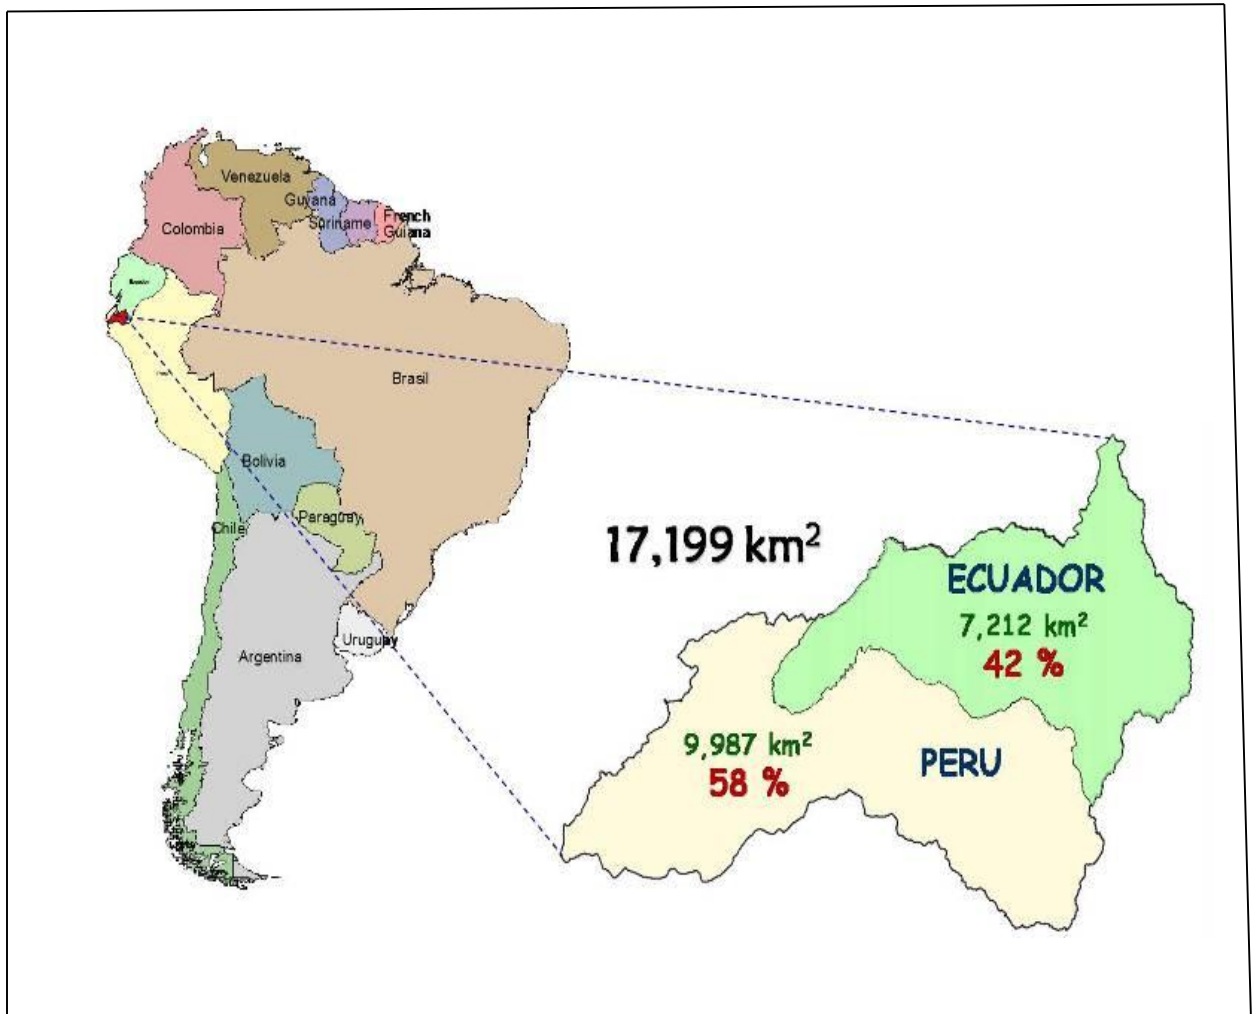 Venezuela
Guyana
Suriname
French
Guiana
Colombia
Brasil
Bolivia
Paraguay
Chile
Uruguay
Argentina
17,199 km²
ECUADOR
7,212 km²
42 %
9,987 km²
58 %
PERU